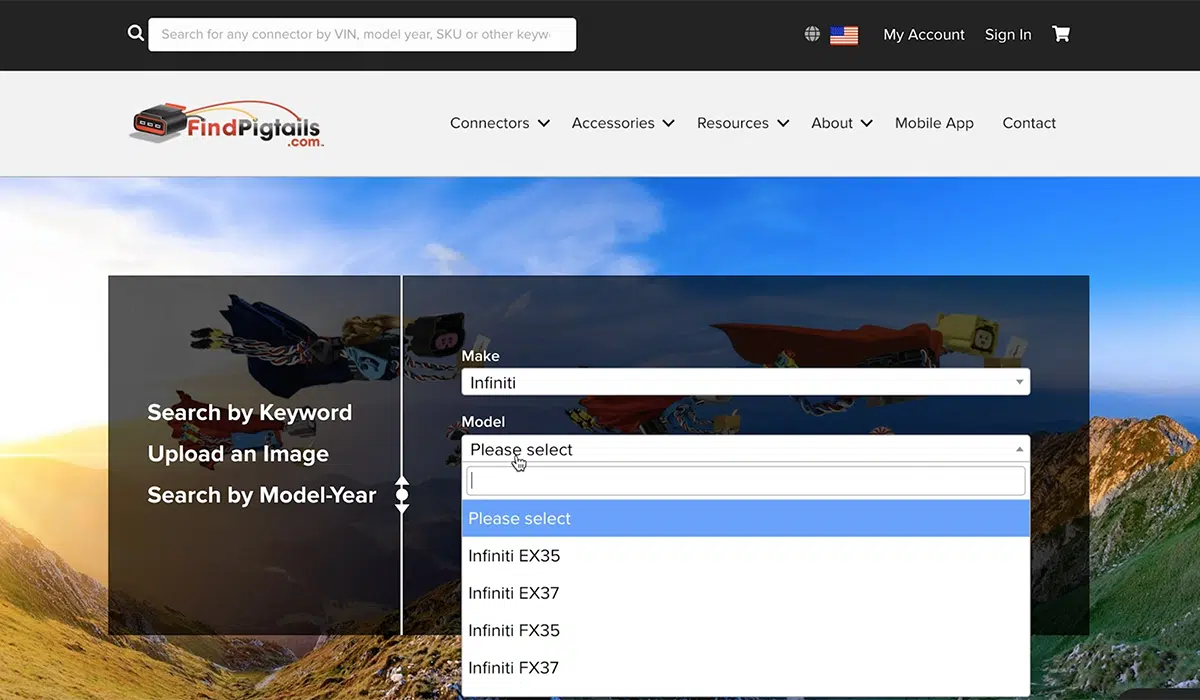 Search for any connector by VIN, model year, SKU or other keyw
My Account
Sign In
FindPigtails
.com
Connectors
Accessories
Resources
About
Mobile App
Contact
Search by Keyword
Upload an Image
Search by Model-Year
Make
Infiniti
Model
Please select
Please select
Infiniti EX35
Infiniti EX37
Infiniti FX35
Infiniti FX37